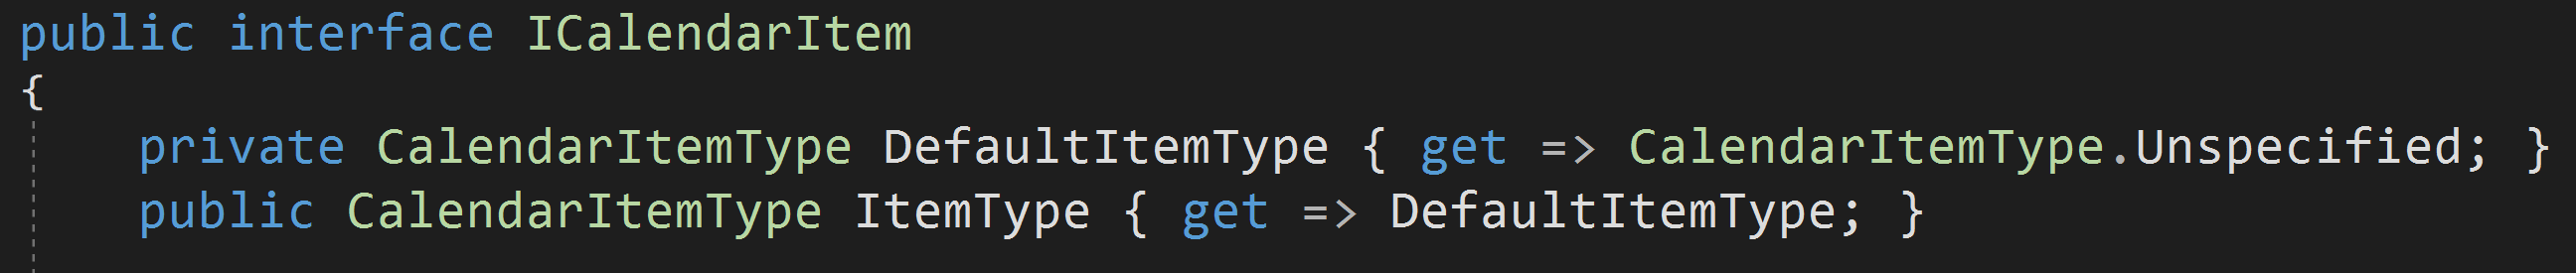 public interface ICalendarItem
{
    private CalendarItemType DefaultItemType { get => CalendarItemType.Unspecified; }
    public CalendarItemType ItemType { get => DefaultItemType; }